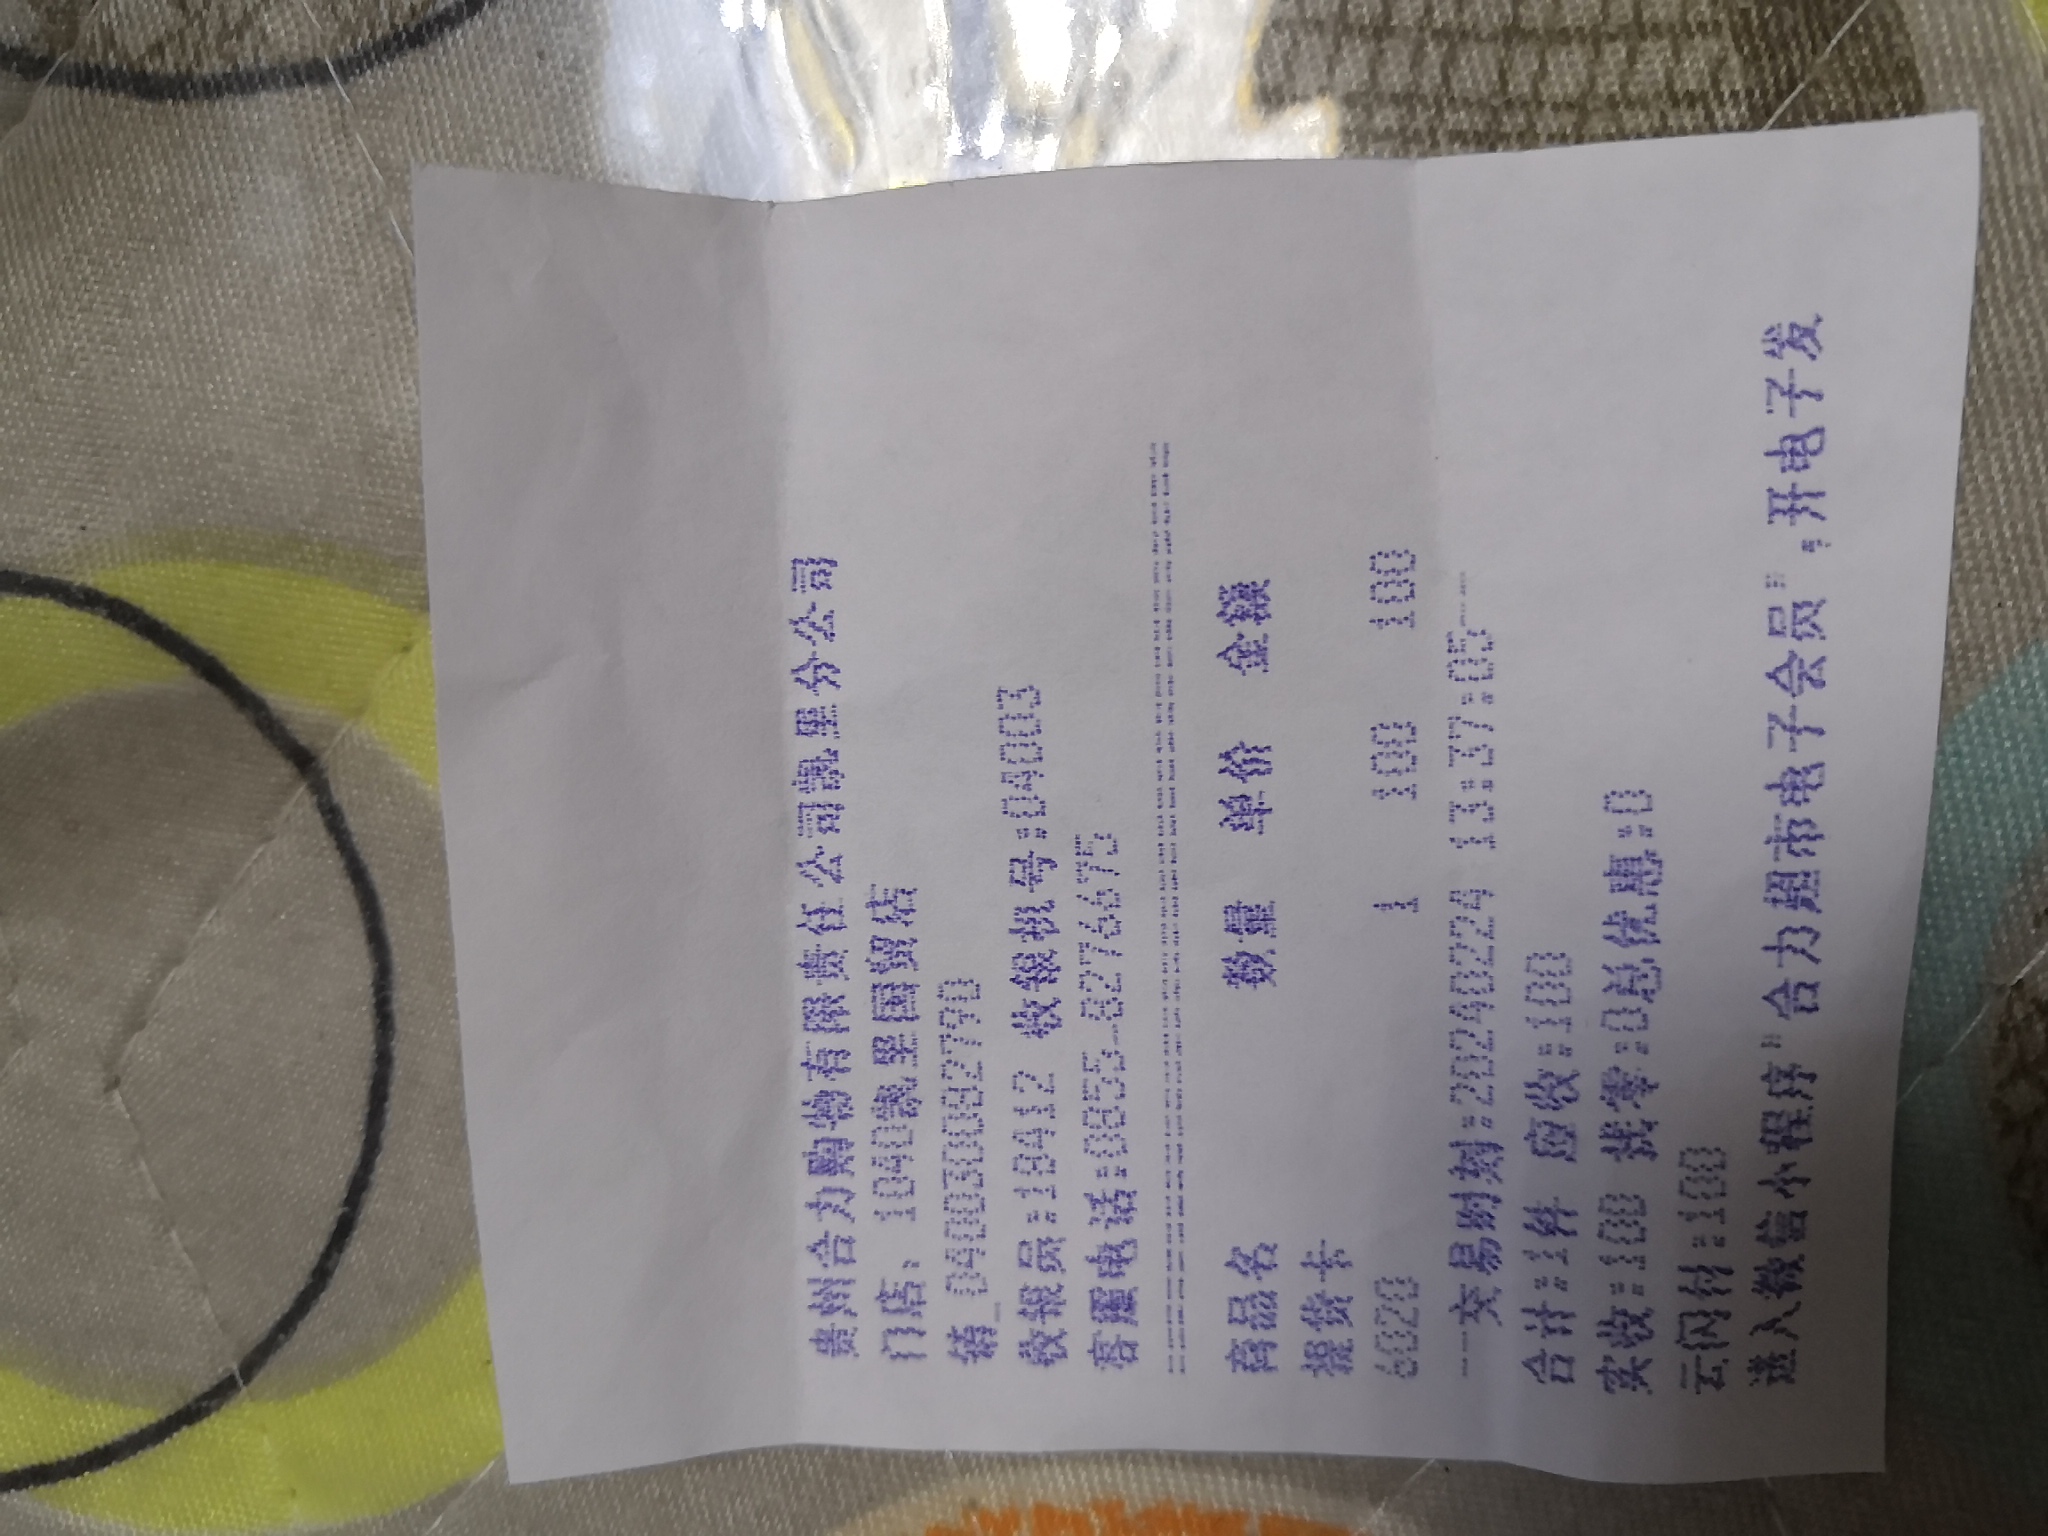 贵州合力购物有限责任公司凯里分公司
门店: 1040凯里国贸店
销_0400300082790
收银员:10412 收银机号:04003
客服电话:0855-8276675
================================
商品名 数量 单价 金额
提货卡
6020 1 100 100
--交易时刻:20240224 13:37:05---
合计:1件 应收:100
实收:100 找零:0总优惠:0
云闪付:100
进入微信小程序"合力超市电子会员",开电子发